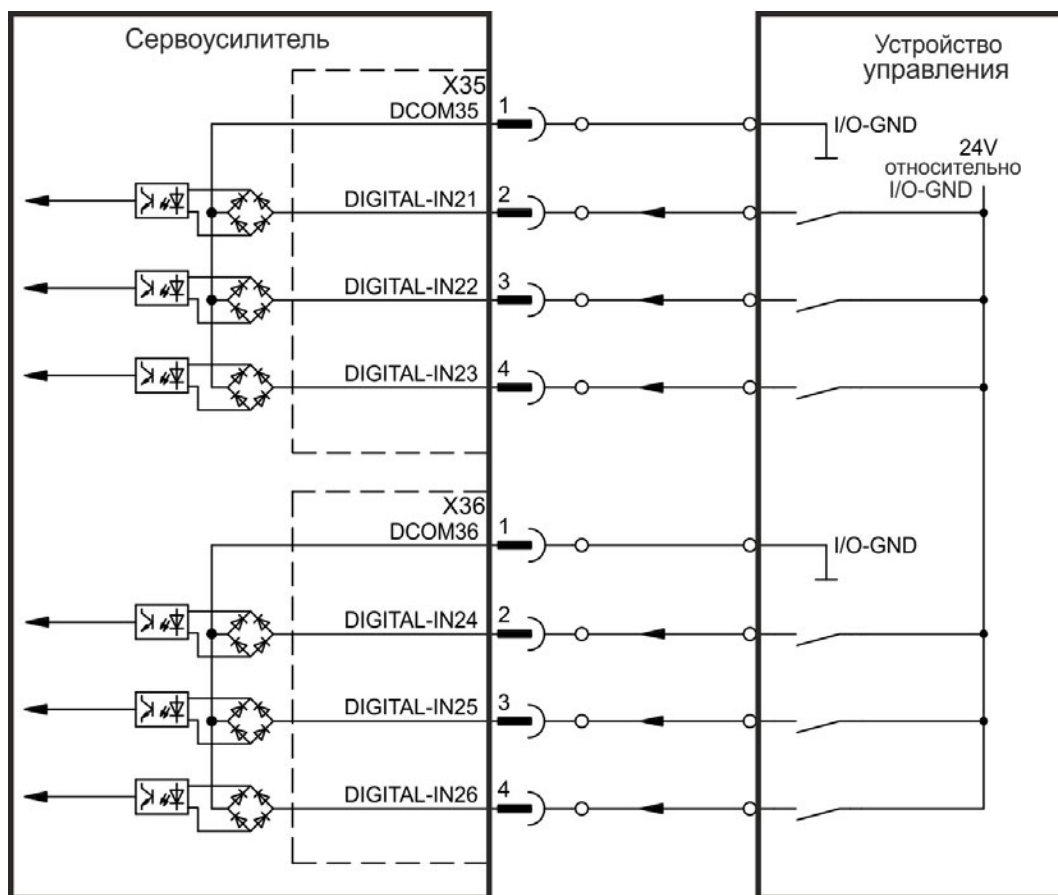 Сервоусилитель
Устройство
управления
X35
DCOM35
1
I/O-GND
24V
относительно
I/O-GND
DIGITAL-IN21
2
DIGITAL-IN22
3
DIGITAL-IN23
4
X36
DCOM36
1
I/O-GND
DIGITAL-IN24
2
DIGITAL-IN25
3
DIGITAL-IN26
4